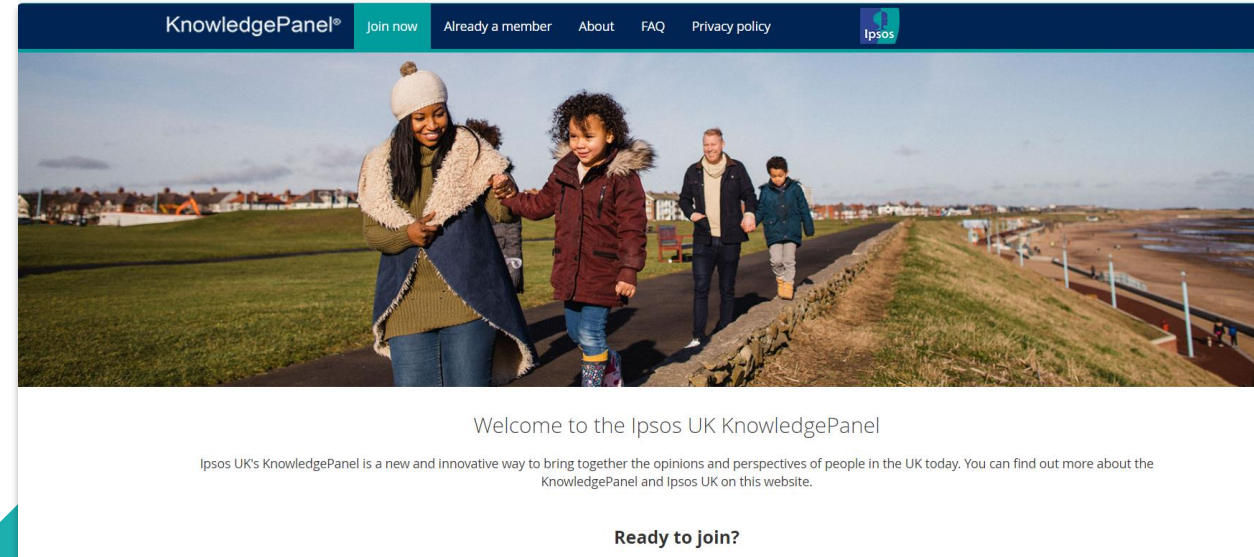 KnowledgePanel®
Join now
Already a member
About
FAQ
Privacy policy
Ipsos
Welcome to the Ipsos UK KnowledgePanel
Ipsos UK's KnowledgePanel is a new and innovative way to bring together the opinions and perspectives of people in the UK today. You can find out more about the
KnowledgePanel and Ipsos UK on this website.
Ready to join?